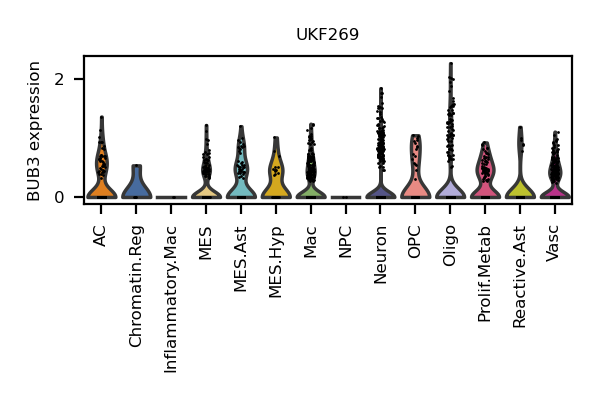 UKF269
BUB3 expression
2
0
AC
Chromatin.Reg
Inflammatory.Mac
MES
MES.Ast
MES.Hyp
Mac
NPC
Neuron
OPC
Oligo
Prolif.Metab
Reactive.Ast
Vasc